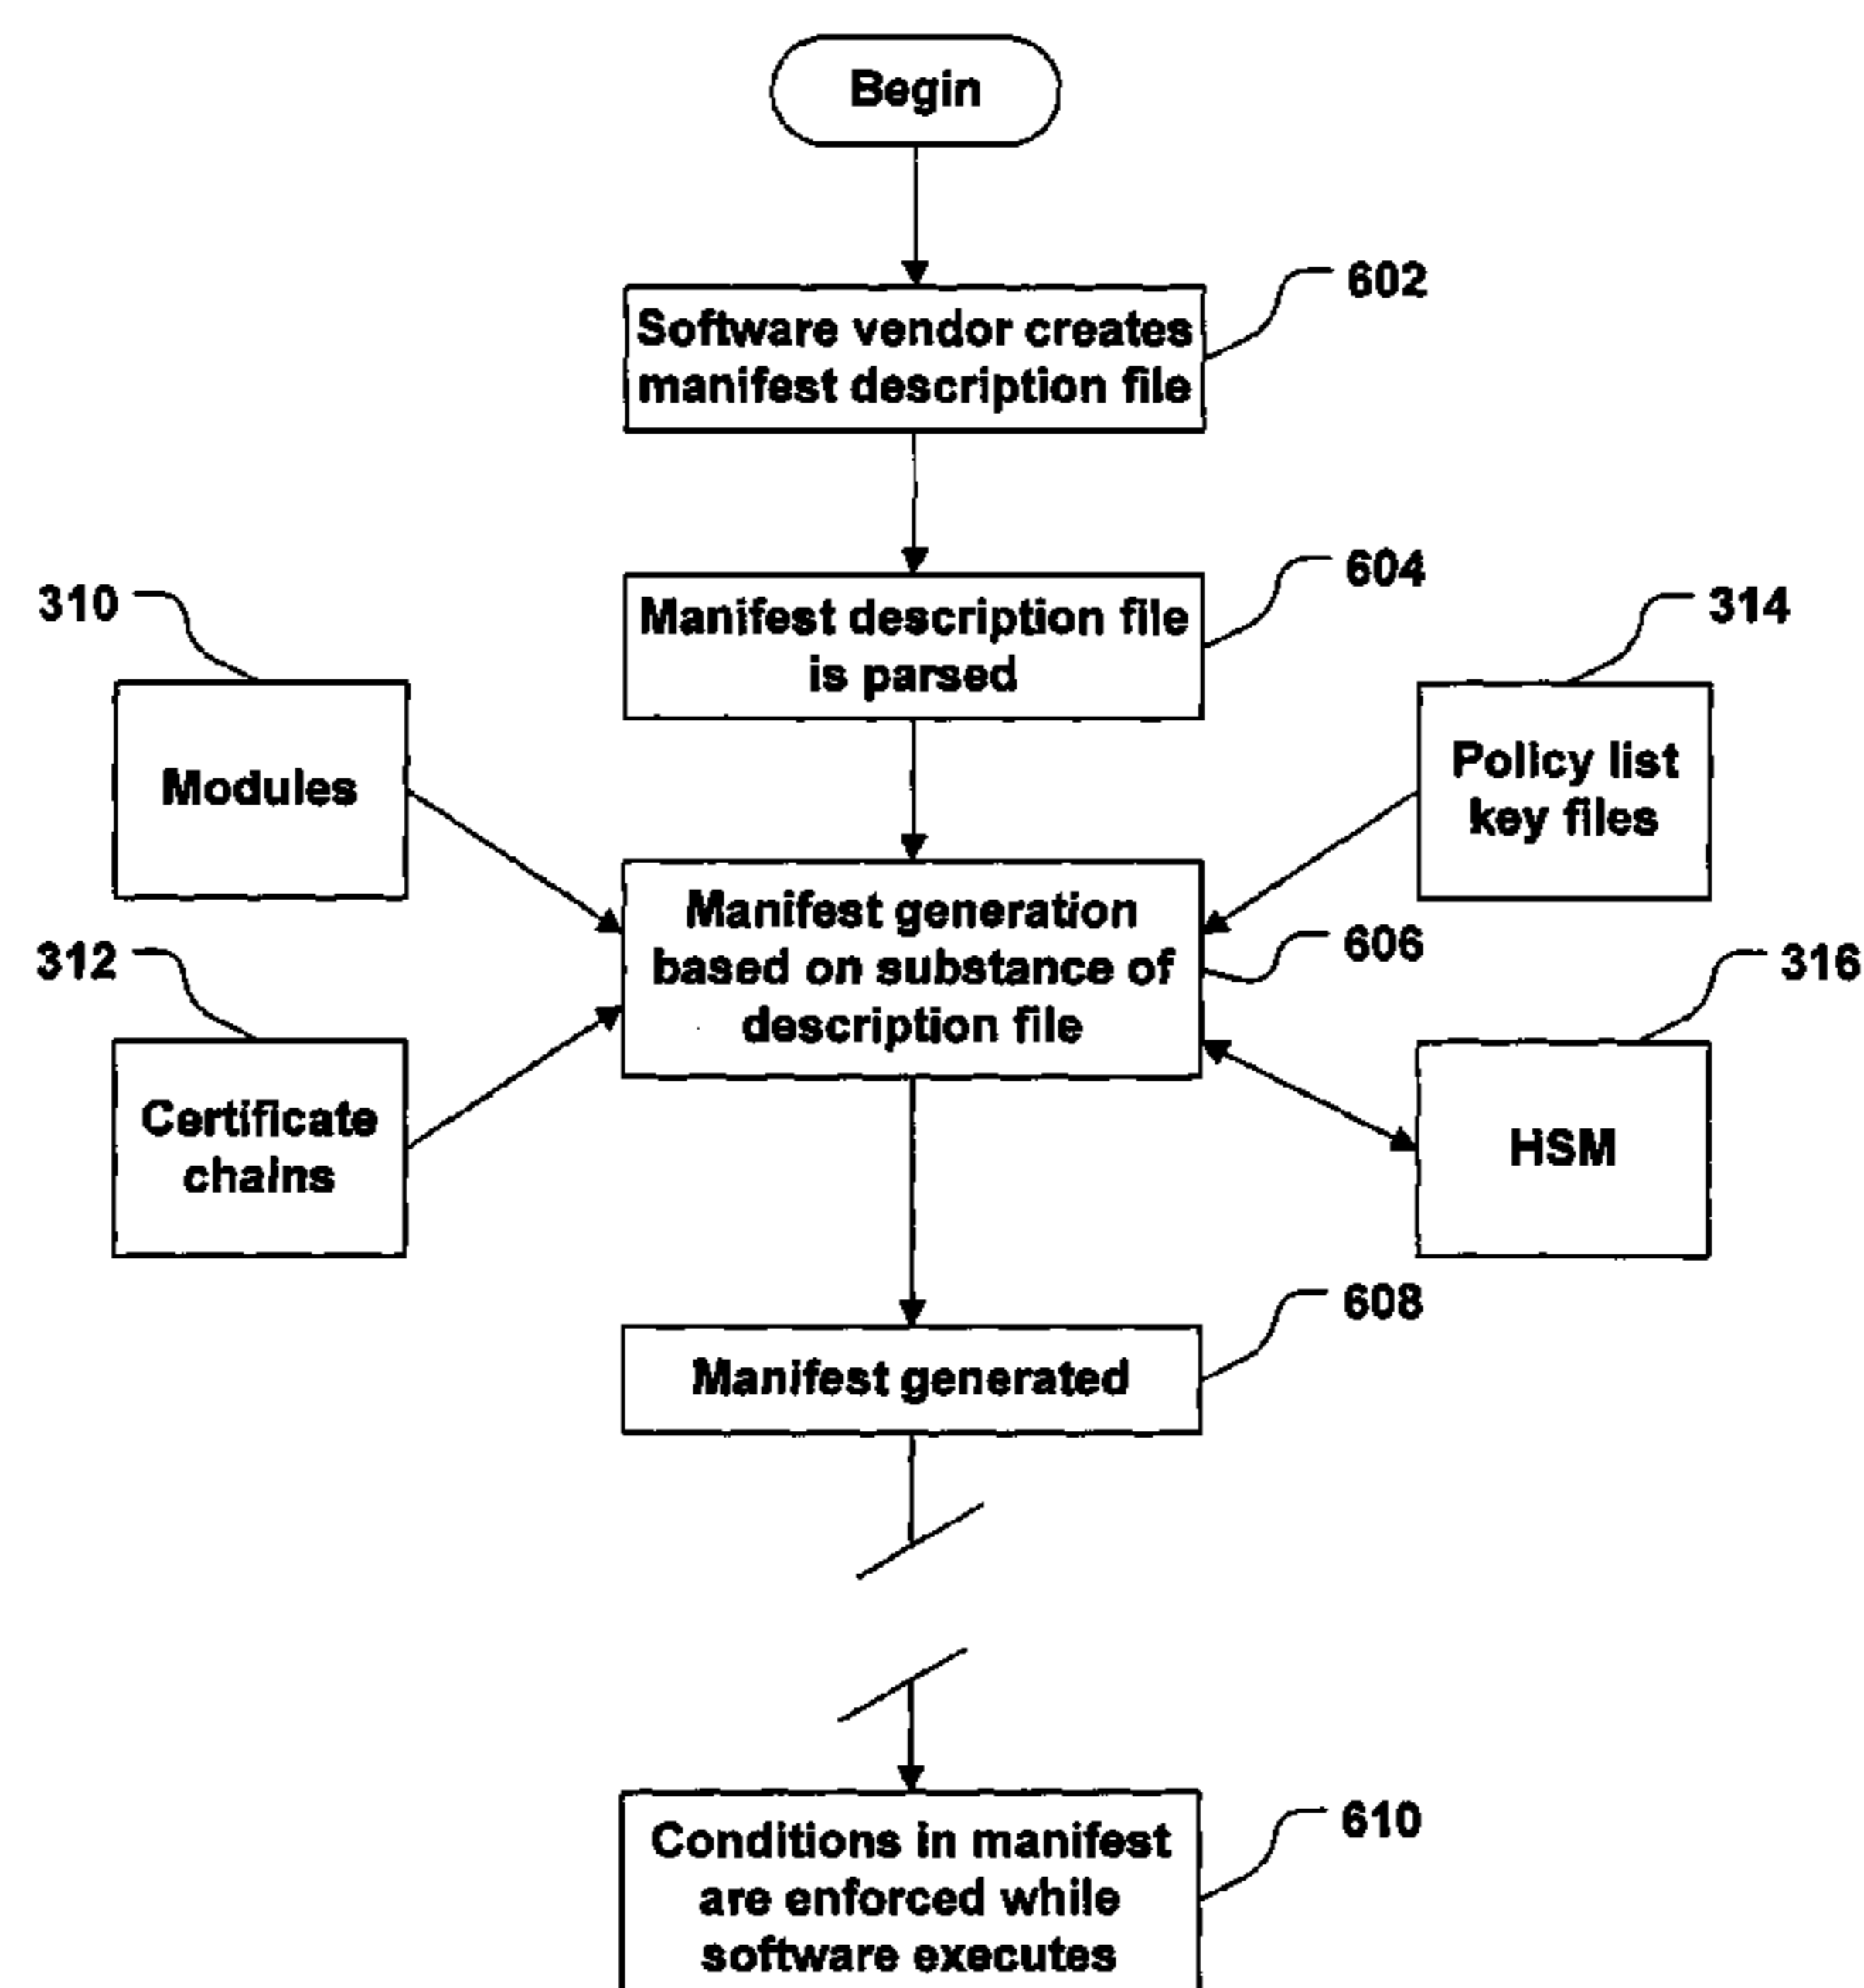 Begin
602
Software vendor creates
manifest description file
604
Manifest description file
is parsed
310
314
Modules
Policy list
key files
Manifest generation
based on substance of
description file
606
312
316
Certificate
chains
HSM
608
Manifest generated
610
Conditions in manifest
are enforced while
software executes